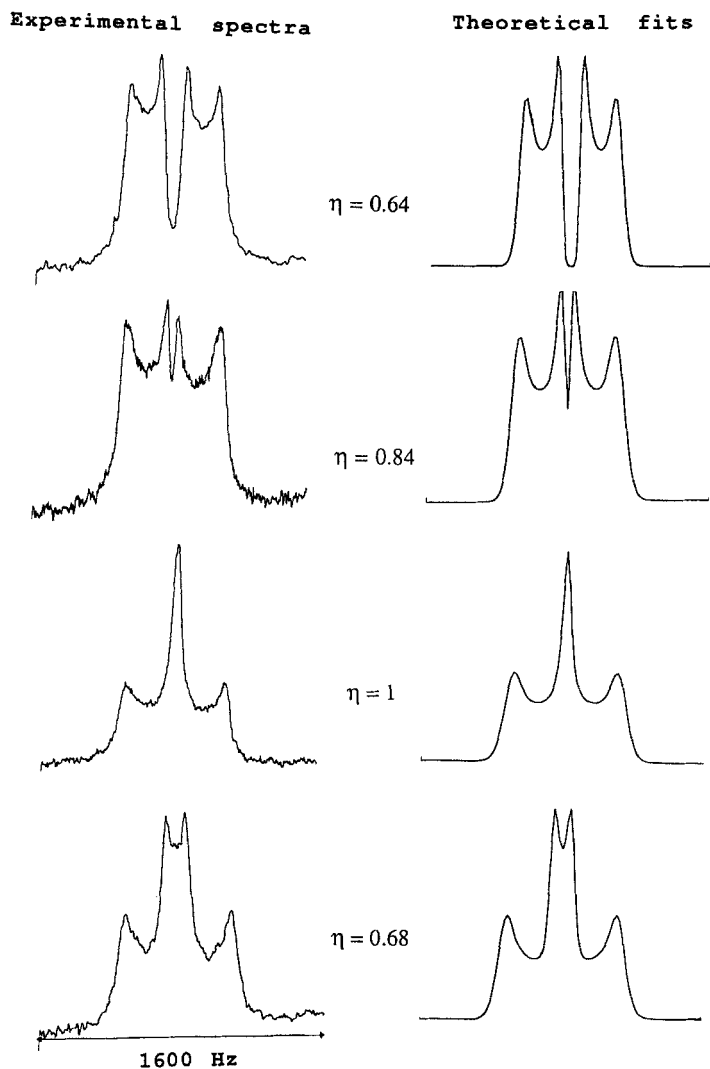 Experimental spectra
Theoretical fits
η = 0.64
η = 0.84
η = 1
η = 0.68
1600 Hz